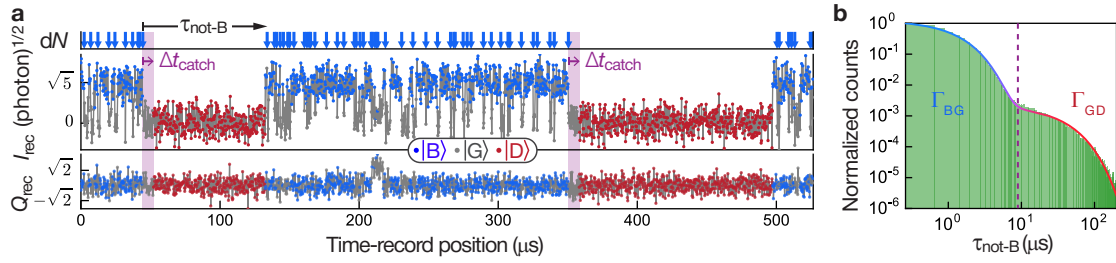 a
b
τnot-B
dN
Δtcatch
Δtcatch
Irec (photon)^1/2
√5
0
|B⟩ |G⟩ |D⟩
Qrec
√2
-√2
0 100 200 300 400 500
Time-record position (μs)
Normalized counts
10^0
10^-1
10^-2
10^-3
10^-4
10^-5
10^-6
ΓBG
ΓGD
10^0 10^1 10^2
τnot-B (μs)